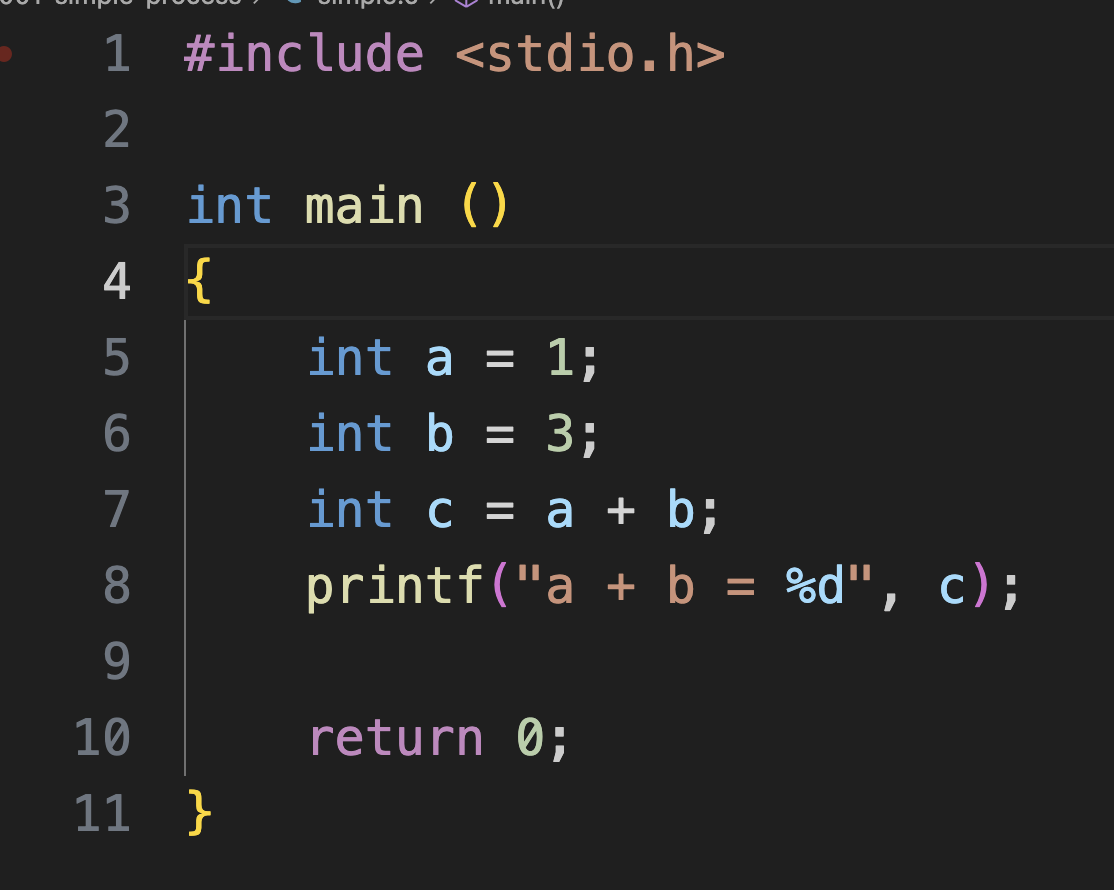 1 #include <stdio.h>
2
3 int main ()
4 {
5     int a = 1;
6     int b = 3;
7     int c = a + b;
8     printf("a + b = %d", c);
9
10     return 0;
11 }